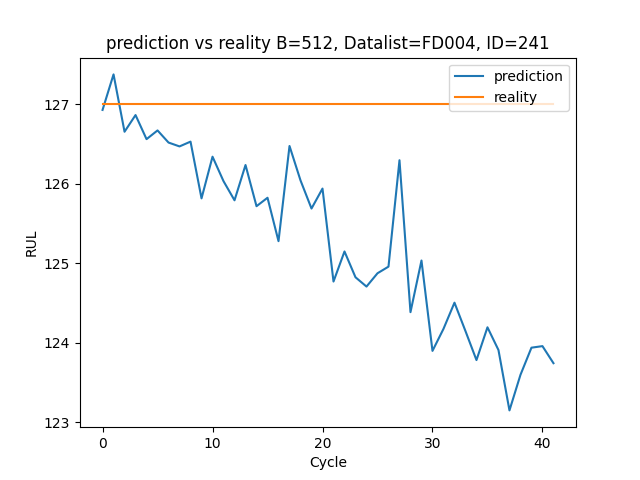 prediction vs reality B=512, Datalist=FD004, ID=241
prediction
reality
127
126
125
124
123
RUL
0
10
20
30
40
Cycle